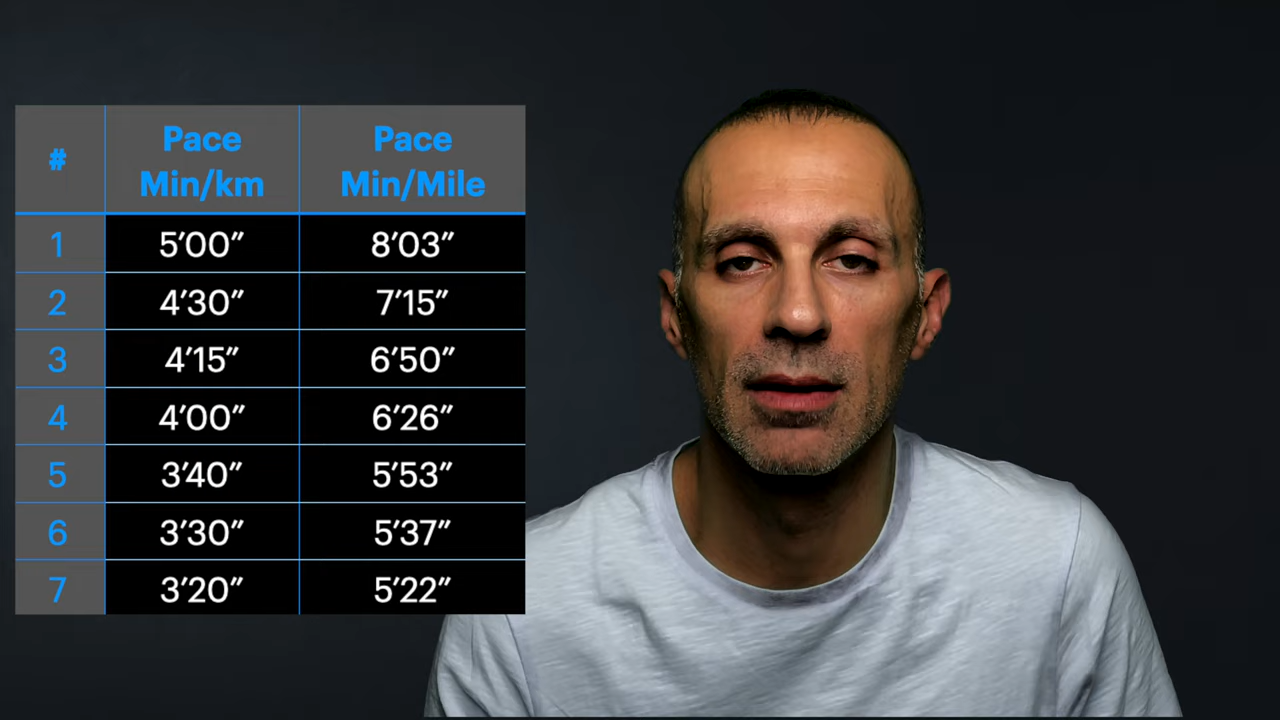 # Pace Min/km Pace Min/Mile
1 5’00” 8’03”
2 4’30” 7’15”
3 4’15” 6’50”
4 4’00” 6’26”
5 3’40” 5’53”
6 3’30” 5’37”
7 3’20” 5’22”